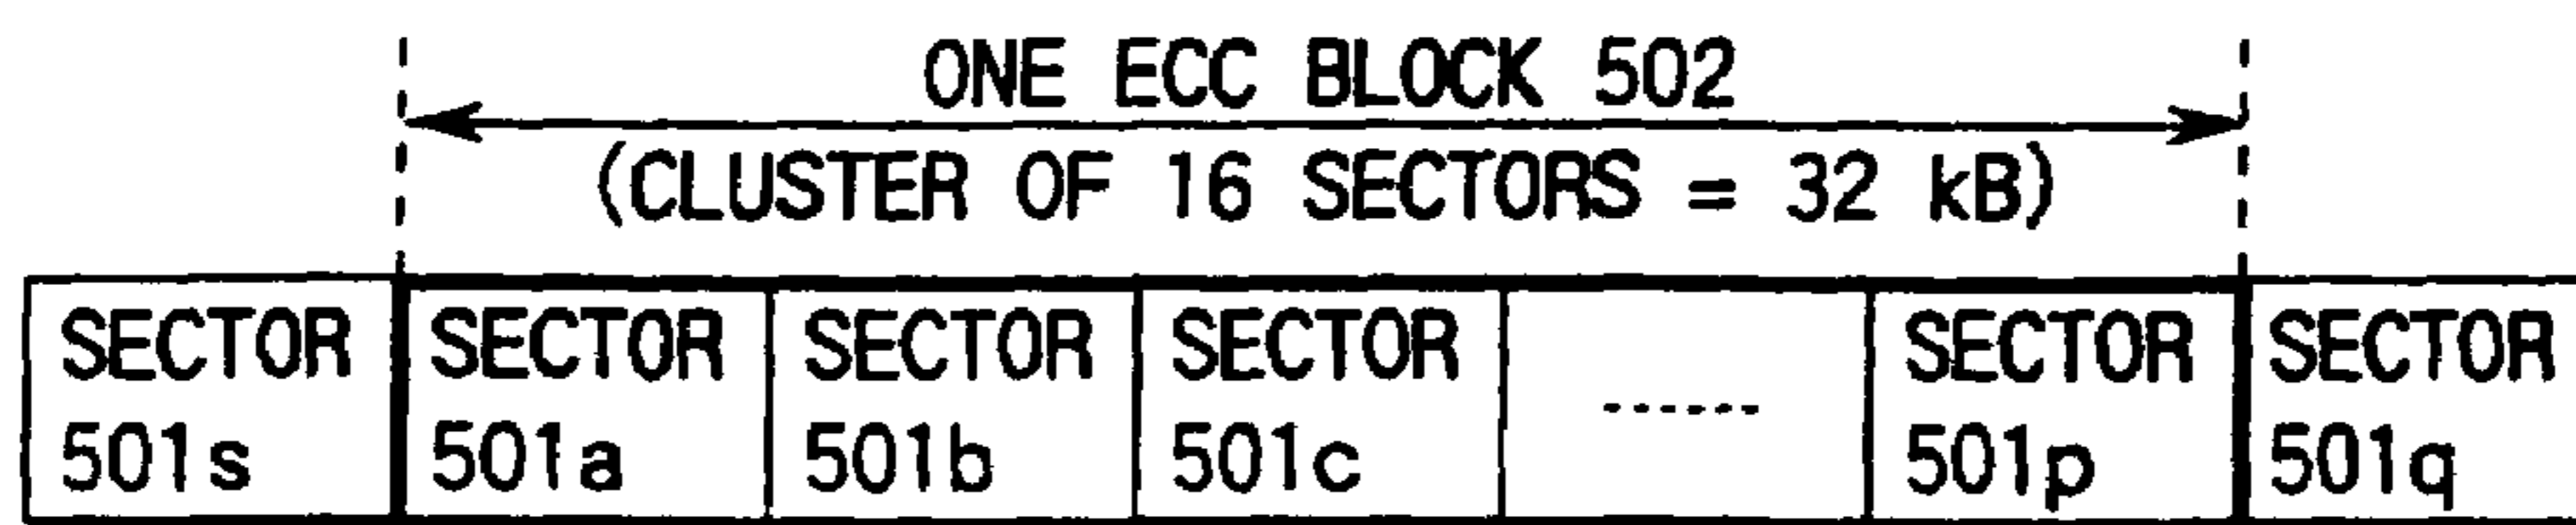 ONE ECC BLOCK 502
(CLUSTER OF 16 SECTORS = 32 kB)
SECTOR SECTOR SECTOR SECTOR SECTOR SECTOR
501s 501a 501b 501c ...... 501p 501q